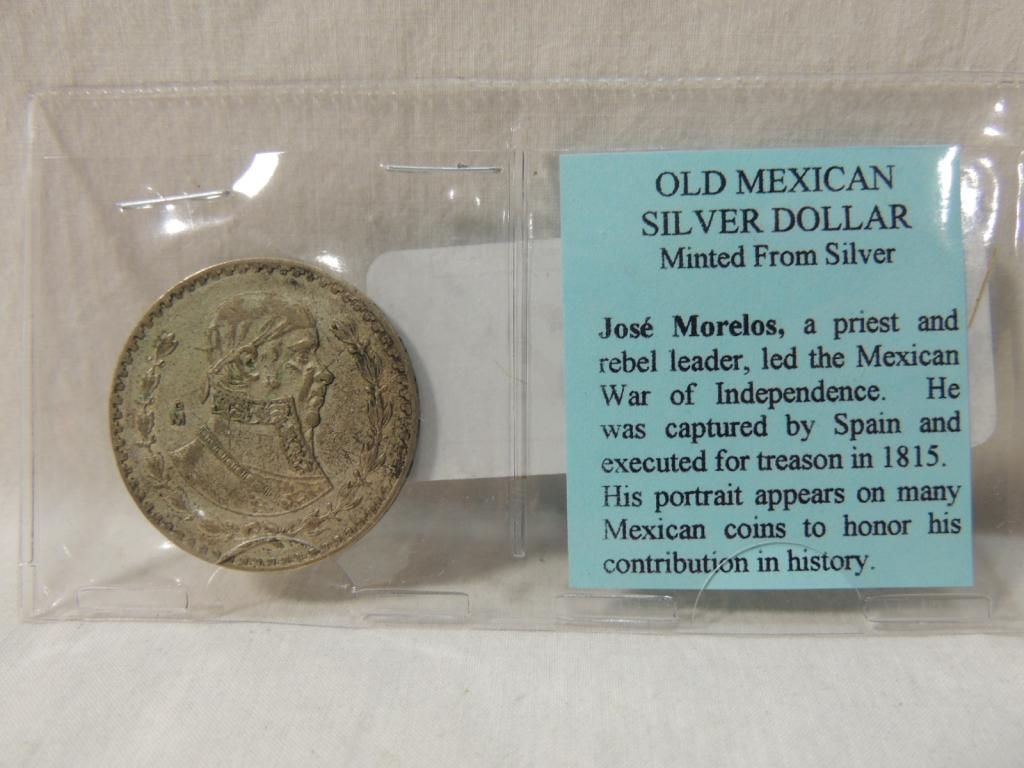 OLD MEXICAN
SILVER DOLLAR
Minted From Silver
José Morelos, a priest and
rebel leader, led the Mexican
War of Independence. He
was captured by Spain and
executed for treason in 1815.
His portrait appears on many
Mexican coins to honor his
contribution in history.